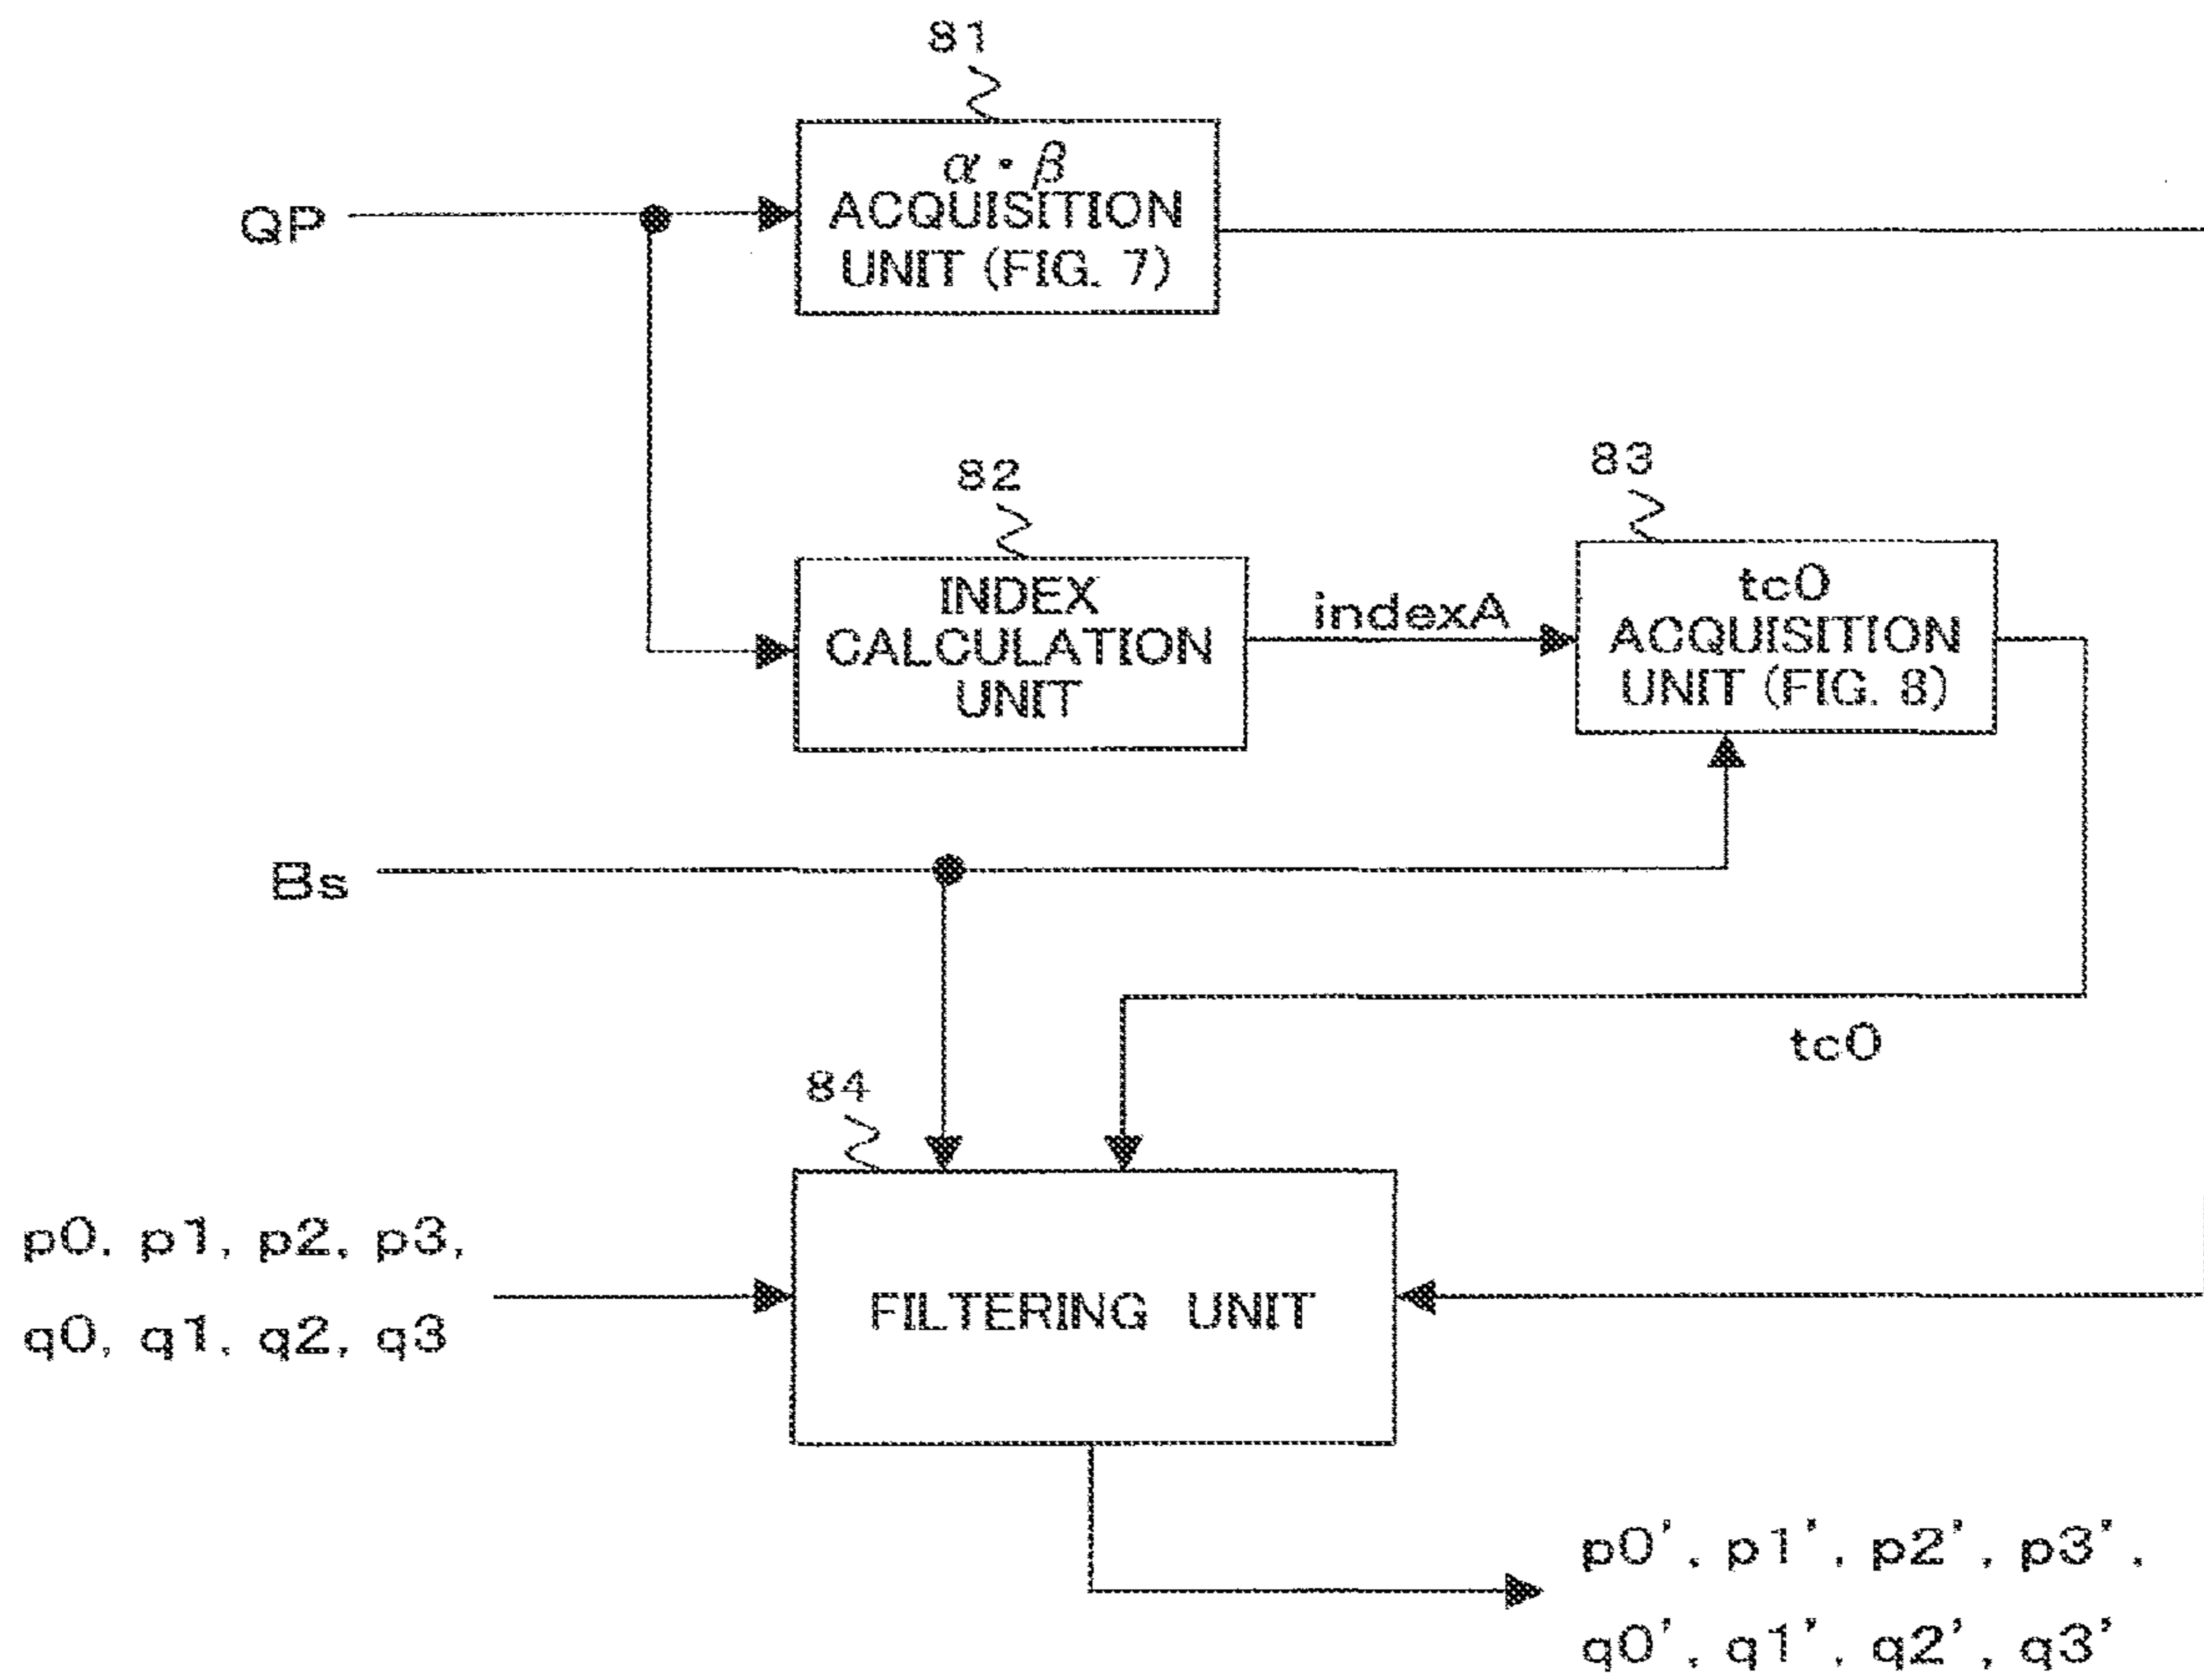 81
α・β
ACQUISITION
UNIT (FIG. 7)
QP
82
INDEX
CALCULATION
UNIT
indexA
83
tc0
ACQUISITION
UNIT (FIG. 8)
Bs
tc0
84
p0, p1, p2, p3,
q0, q1, q2, q3
FILTERING UNIT
p0', p1', p2', p3',
q0', q1', q2', q3'